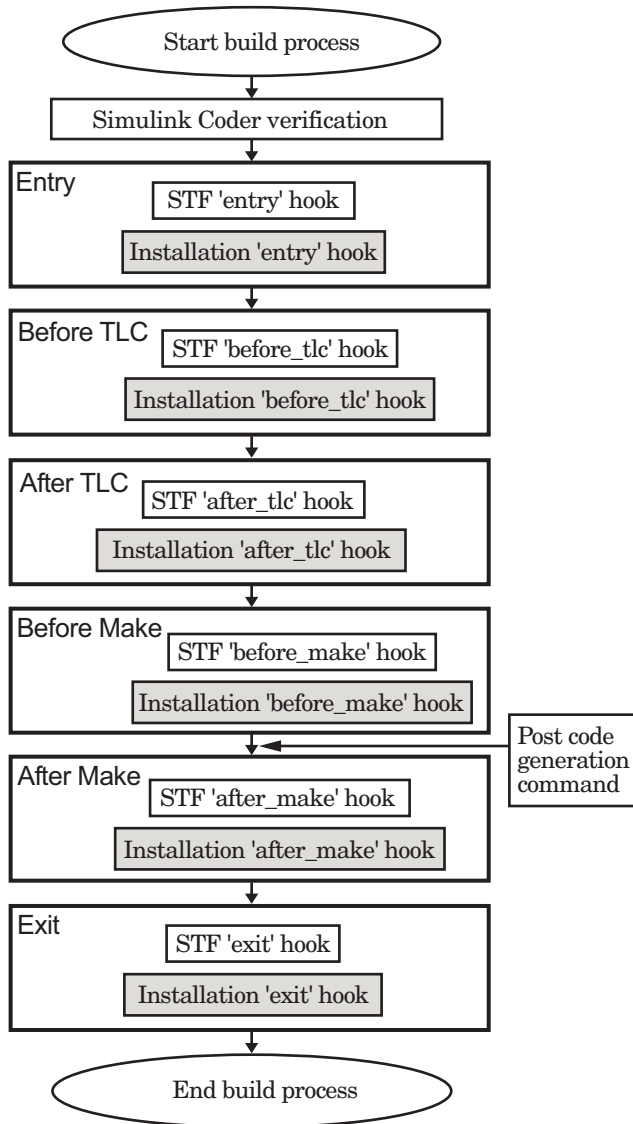 Start build process
Simulink Coder verification
Entry
STF 'entry' hook
Installation 'entry' hook
Before TLC
STF 'before_tlc' hook
Installation 'before_tlc' hook
After TLC
STF 'after_tlc' hook
Installation 'after_tlc' hook
Before Make
STF 'before_make' hook
Installation 'before_make' hook
Post code
generation
command
After Make
STF 'after_make' hook
Installation 'after_make' hook
Exit
STF 'exit' hook
Installation 'exit' hook
End build process